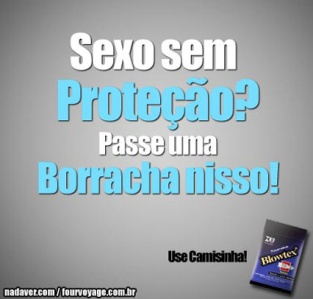 Sexo sem
Proteção?
Passe uma
Borracha nisso!
Use Camisinha!
Blowtex
nadaver.com / fourvoyage.com.br